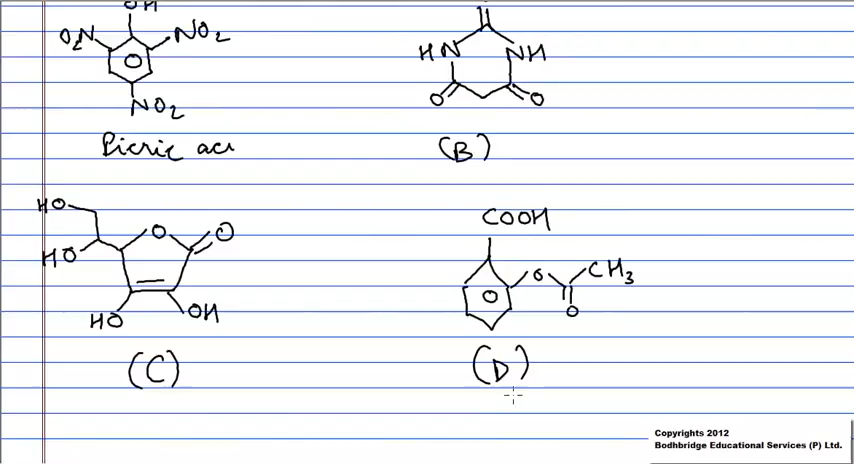 OH
O2N NO2
HN NH
O O
NO2
Picric aci
(B)
HO
COOH
O O
HO
O CH3
O
O
HO OH
(C)
(D)
Copyrights 2012
Bodhbridge Educational Services (P) Ltd.